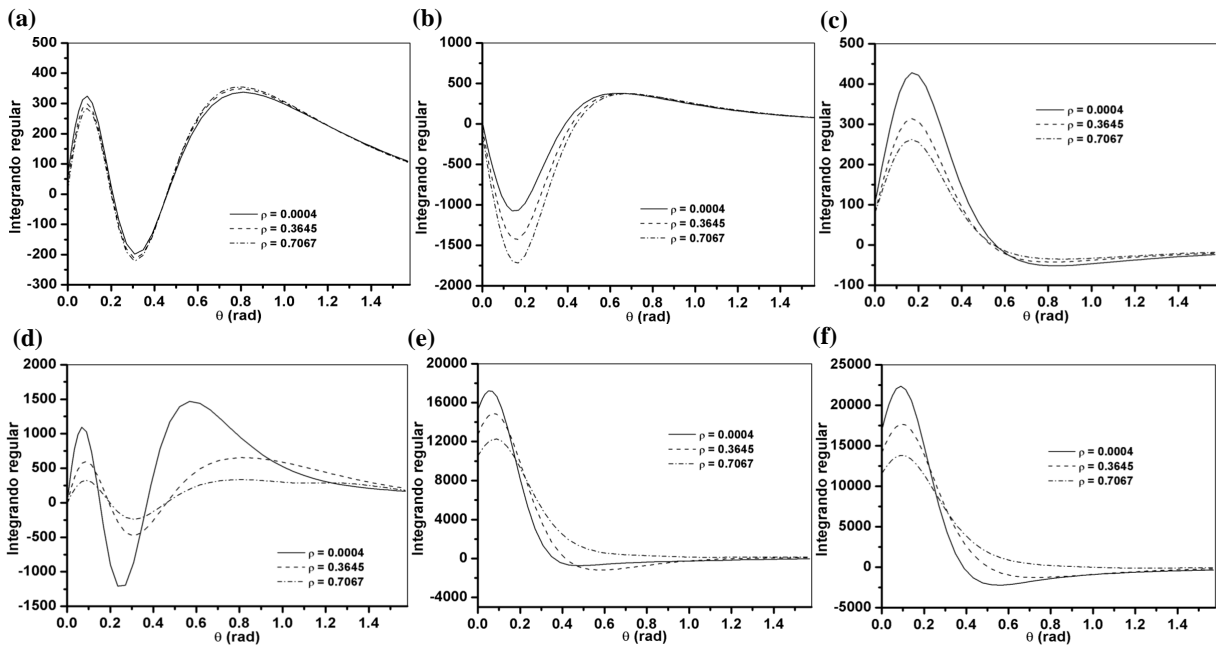 (a)
Integrando regular
500
400
300
200
100
0
-100
-200
-300
0.0 0.2 0.4 0.6 0.8 1.0 1.2 1.4
θ (rad)
ρ = 0.0004
ρ = 0.3645
ρ = 0.7067
(b)
Integrando regular
1000
500
0
-500
-1000
-1500
-2000
0.0 0.2 0.4 0.6 0.8 1.0 1.2 1.4
θ (rad)
ρ = 0.0004
ρ = 0.3645
ρ = 0.7067
(c)
Integrando regular
500
400
300
200
100
0
-100
0.0 0.2 0.4 0.6 0.8 1.0 1.2 1.4
θ (rad)
ρ = 0.0004
ρ = 0.3645
ρ = 0.7067
(d)
Integrando regular
2000
1500
1000
500
0
-500
-1000
-1500
0.0 0.2 0.4 0.6 0.8 1.0 1.2 1.4
θ (rad)
ρ = 0.0004
ρ = 0.3645
ρ = 0.7067
(e)
Integrando regular
20000
16000
12000
8000
4000
0
-4000
0.0 0.2 0.4 0.6 0.8 1.0 1.2 1.4
θ (rad)
ρ = 0.0004
ρ = 0.3645
ρ = 0.7067
(f)
Integrando regular
25000
20000
15000
10000
5000
0
-5000
0.0 0.2 0.4 0.6 0.8 1.0 1.2 1.4
θ (rad)
ρ = 0.0004
ρ = 0.3645
ρ = 0.7067